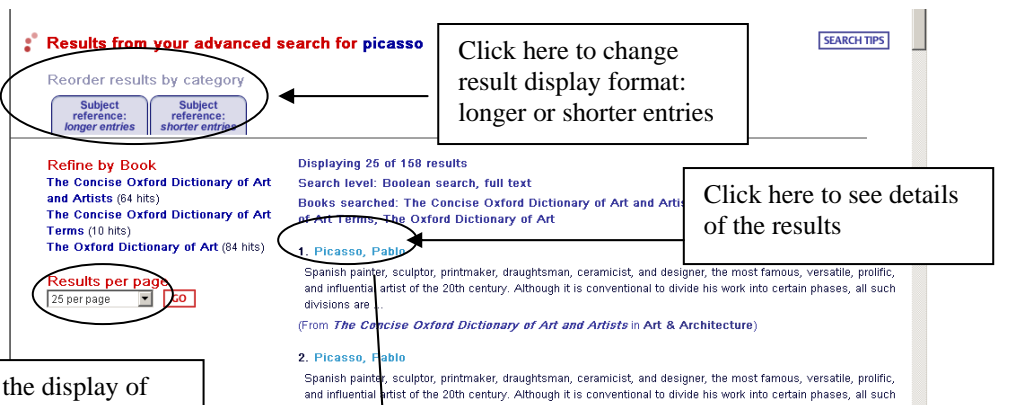 Results from your advanced search for picasso
SEARCH TIPS
Click here to change
result display format:
longer or shorter entries
Reorder results by category
Subject
reference:
longer entries
Subject
reference:
shorter entries
Refine by Book
The Concise Oxford Dictionary of Art
and Artists (64 hits)
The Concise Oxford Dictionary of Art
Terms (10 hits)
The Oxford Dictionary of Art (84 hits)
Results per page
25 per page
GO
the display of
Displaying 25 of 158 results
Search level: Boolean search, full text
Books searched: The Concise Oxford Dictionary of Art and
of Art Terms, The Oxford Dictionary of Art
Click here to see details
of the results
1. Picasso, Pablo
Spanish painter, sculptor, printmaker, draughtsman, ceramicist, and designer, the most famous, versatile, prolific,
and influential artist of the 20th century. Although it is conventional to divide his work into certain phases, all such
divisions are ...
(From The Concise Oxford Dictionary of Art and Artists in Art & Architecture)
2. Picasso, Pablo
Spanish painter, sculptor, printmaker, draughtsman, ceramicist, and designer, the most famous, versatile, prolific,
and influential artist of the 20th century. Although it is conventional to divide his work into certain phases, all such